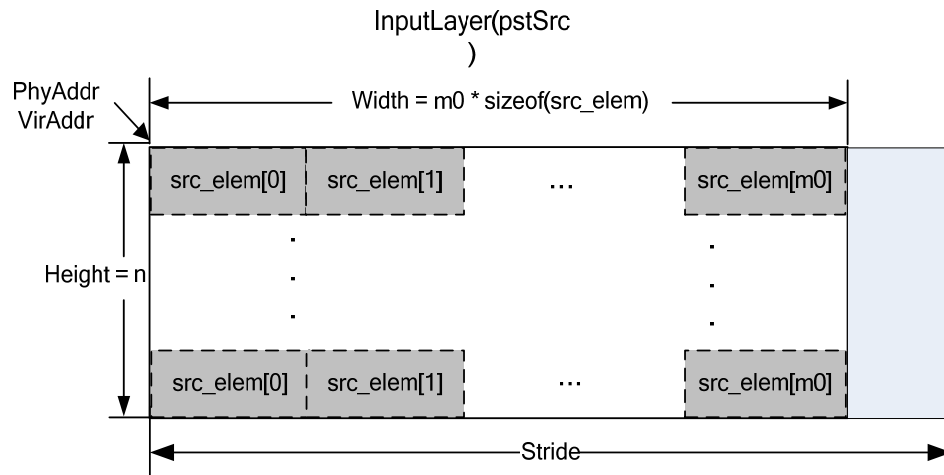 InputLayer(pstSrc
)
PhyAddr
VirAddr
Width = m0 * sizeof(src_elem)
src_elem[0] src_elem[1] ... src_elem[m0]
Height = n
src_elem[0] src_elem[1] ... src_elem[m0]
Stride